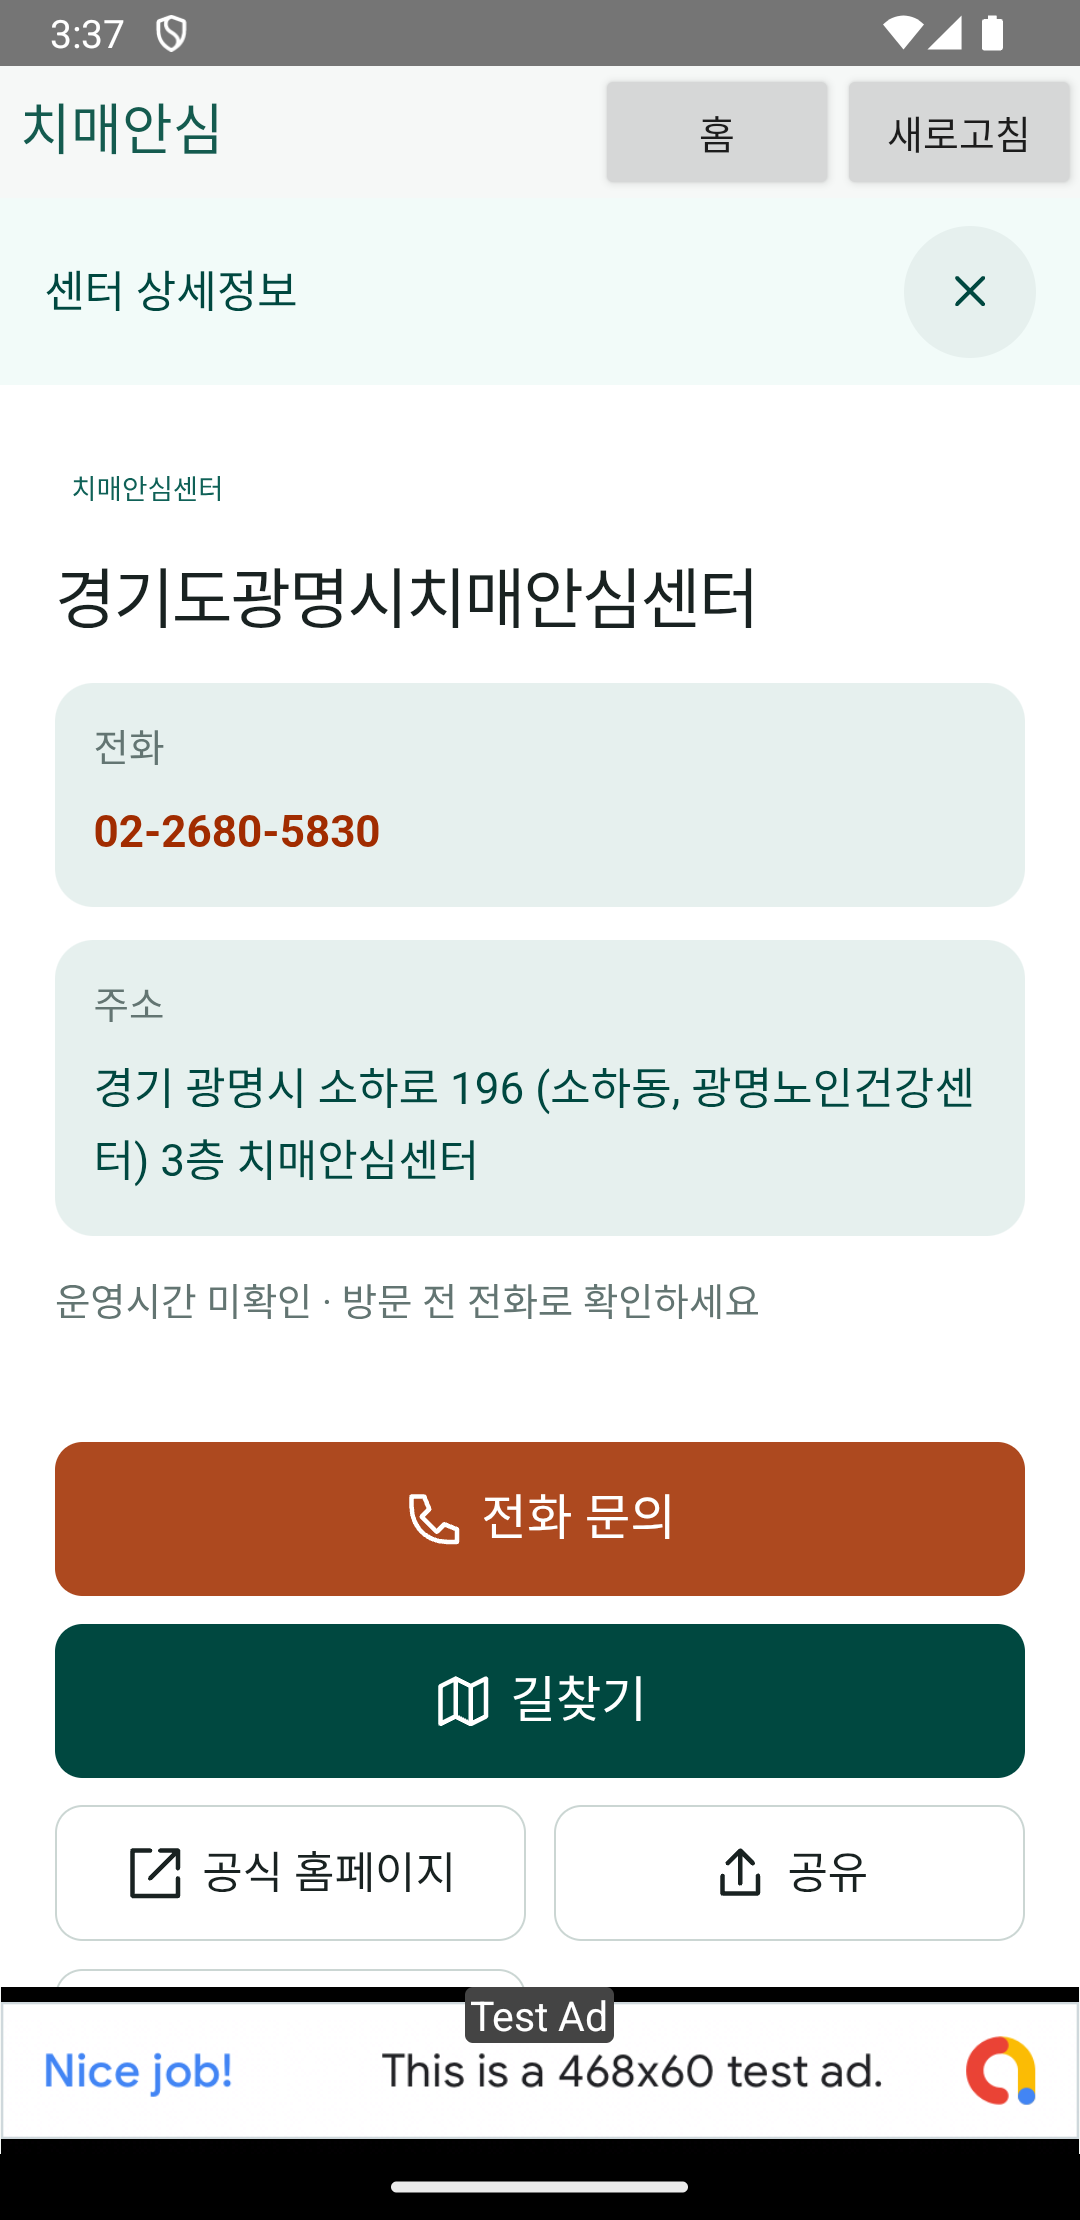 3:37
치매안심
홈
새로고침
센터 상세정보
치매안심센터
경기도광명시치매안심센터
전화
02-2680-5830
주소
경기 광명시 소하로 196 (소하동, 광명노인건강센
터) 3층 치매안심센터
운영시간 미확인 · 방문 전 전화로 확인하세요
전화 문의
길찾기
공식 홈페이지
공유
Test Ad
Nice job!
This is a 468x60 test ad.